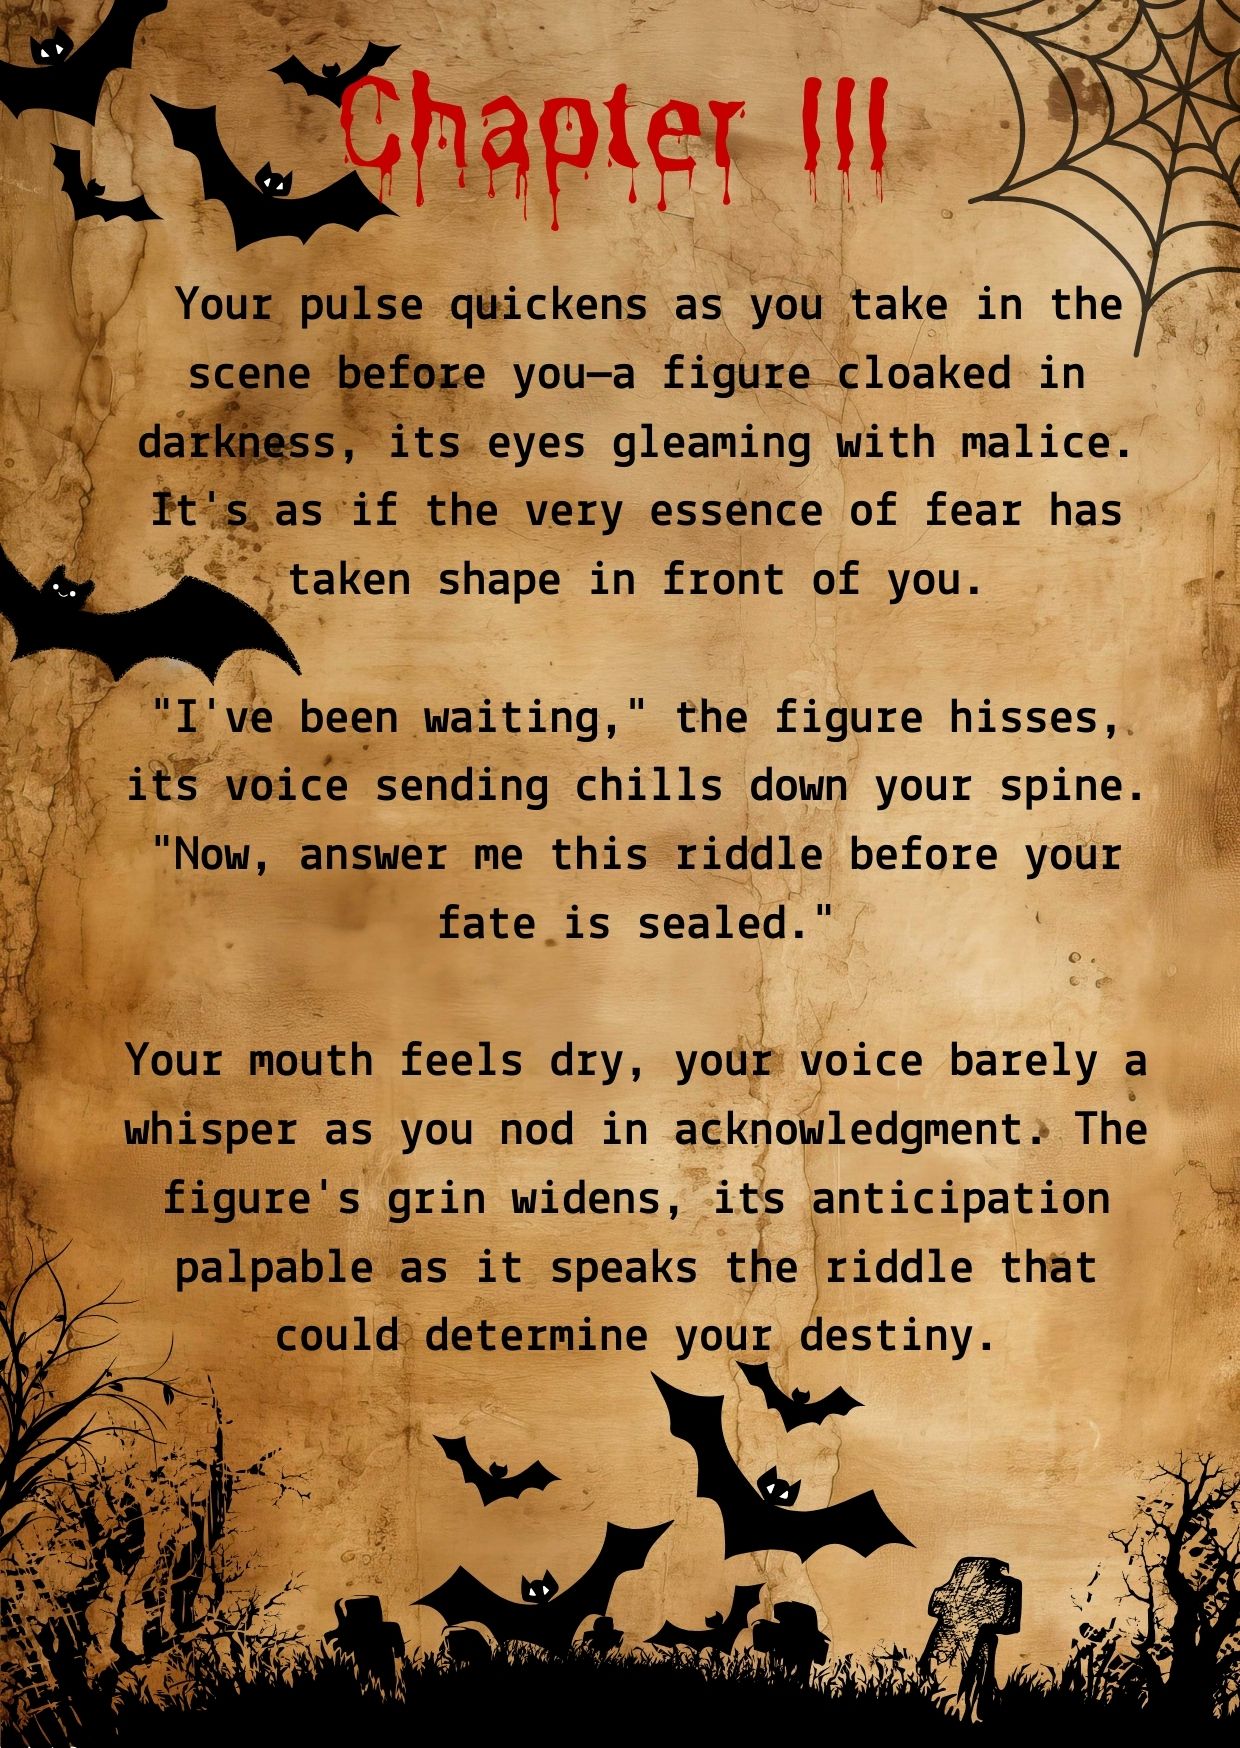 Chapter III
Your pulse quickens as you take in the
scene before you—a figure cloaked in
darkness, its eyes gleaming with malice.
It's as if the very essence of fear has
taken shape in front of you.
"I've been waiting," the figure hisses,
its voice sending chills down your spine.
"Now, answer me this riddle before your
fate is sealed."
Your mouth feels dry, your voice barely a
whisper as you nod in acknowledgment. The
figure's grin widens, its anticipation
palpable as it speaks the riddle that
could determine your destiny.